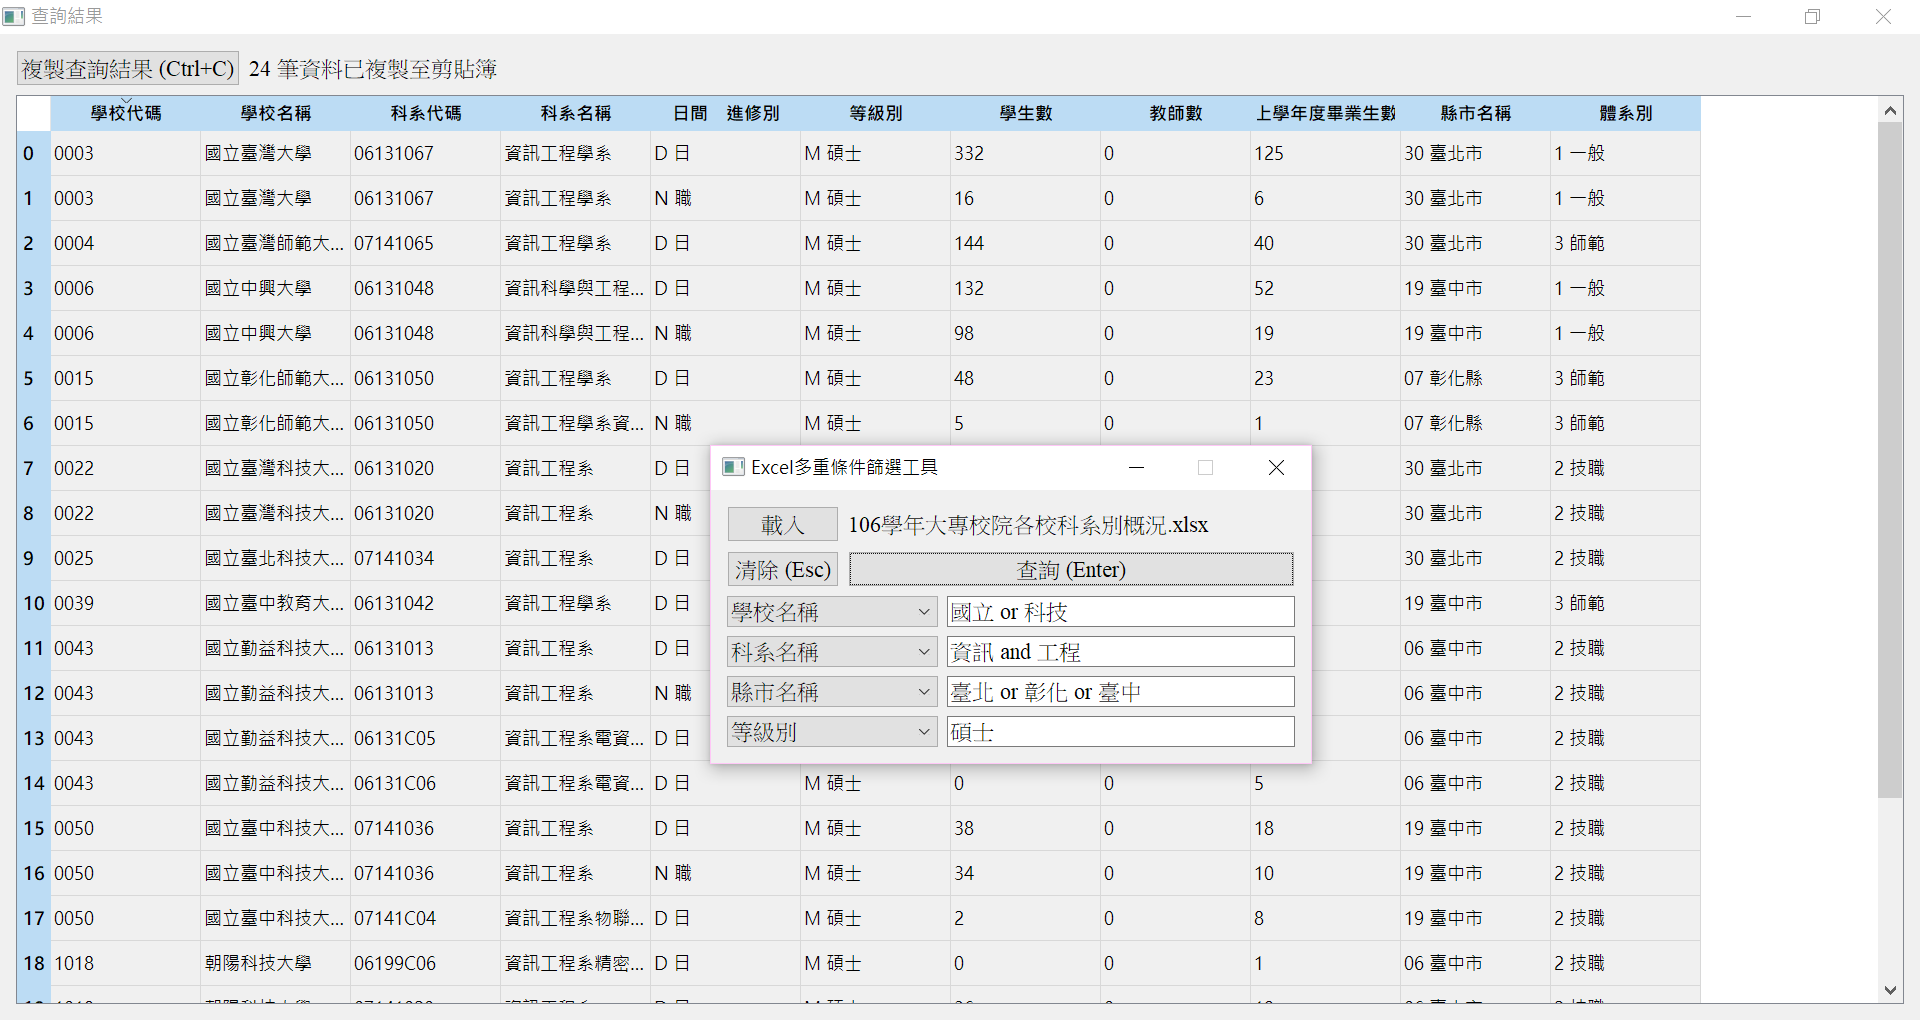 查詢結果
複製查詢結果 (Ctrl+C) 24 筆資料已複製至剪貼簿
學校代碼 學校名稱 科系代碼 科系名稱 日間 進修別 等級別 學生數 教師數 上學年度畢業生數 縣市名稱 體系別
0 0003 國立臺灣大學 06131067 資訊工程學系 D 日 M 碩士 332 0 125 30 臺北市 1 一般
1 0003 國立臺灣大學 06131067 資訊工程學系 N 職 M 碩士 16 0 6 30 臺北市 1 一般
2 0004 國立臺灣師範大... 07141065 資訊工程學系 D 日 M 碩士 144 0 40 30 臺北市 3 師範
3 0006 國立中興大學 06131048 資訊科學與工程... D 日 M 碩士 132 0 52 19 臺中市 1 一般
4 0006 國立中興大學 06131048 資訊科學與工程... N 職 M 碩士 98 0 19 19 臺中市 1 一般
5 0015 國立彰化師範大... 06131050 資訊工程學系 D 日 M 碩士 48 0 23 07 彰化縣 3 師範
6 0015 國立彰化師範大... 06131050 資訊工程學系資... N 職 M 碩士 5 0 1 07 彰化縣 3 師範
7 0022 國立臺灣科技大... 06131020 資訊工程系 D 日 30 臺北市 2 技職
8 0022 國立臺灣科技大... 06131020 資訊工程系 N 職 30 臺北市 2 技職
9 0025 國立臺北科技大... 07141034 資訊工程系 D 日 30 臺北市 2 技職
10 0039 國立臺中教育大... 06131042 資訊工程學系 D 日 19 臺中市 3 師範
11 0043 國立勤益科技大... 06131013 資訊工程系 D 日 06 臺中市 2 技職
12 0043 國立勤益科技大... 06131013 資訊工程系 N 職 06 臺中市 2 技職
13 0043 國立勤益科技大... 06131C05 資訊工程系電資... D 日 06 臺中市 2 技職
14 0043 國立勤益科技大... 06131C06 資訊工程系電資... D 日 M 碩士 0 0 5 06 臺中市 2 技職
15 0050 國立臺中科技大... 07141036 資訊工程系 D 日 M 碩士 38 0 18 19 臺中市 2 技職
16 0050 國立臺中科技大... 07141036 資訊工程系 N 職 M 碩士 34 0 10 19 臺中市 2 技職
17 0050 國立臺中科技大... 07141C04 資訊工程系物聯... D 日 M 碩士 2 0 8 19 臺中市 2 技職
18 1018 朝陽科技大學 06199C06 資訊工程系精密... D 日 M 碩士 0 0 1 06 臺中市 2 技職
Excel多重條件篩選工具
載入 106學年大專校院各校科系別概況.xlsx
清除 (Esc) 查詢 (Enter)
學校名稱 國立 or 科技
科系名稱 資訊 and 工程
縣市名稱 臺北 or 彰化 or 臺中
等級別 碩士